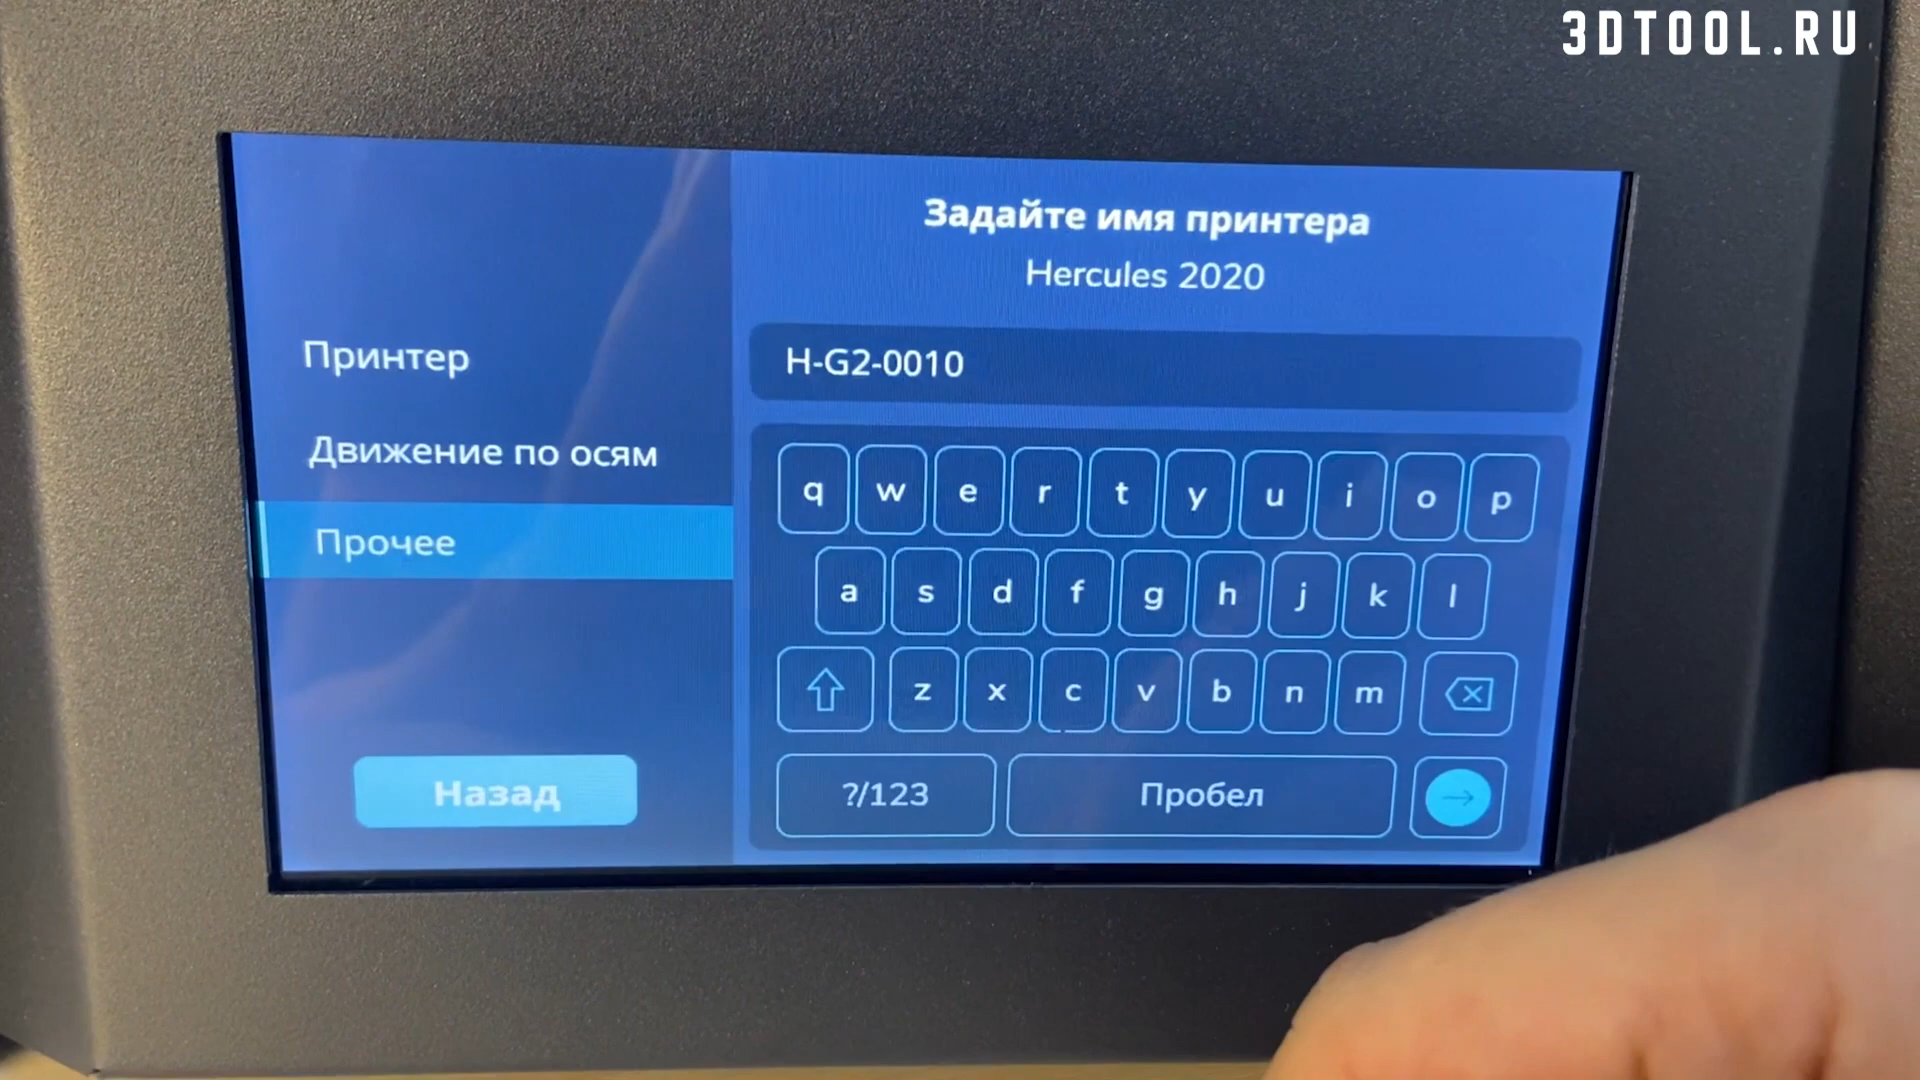 3DTOOL.RU
Задайте имя принтера
Hercules 2020
H-G2-0010
Принтер
Движение по осям
Прочее
Назад
q w e r t y u i o p
a s d f g h j k l
z x c v b n m
?/123 Пробел